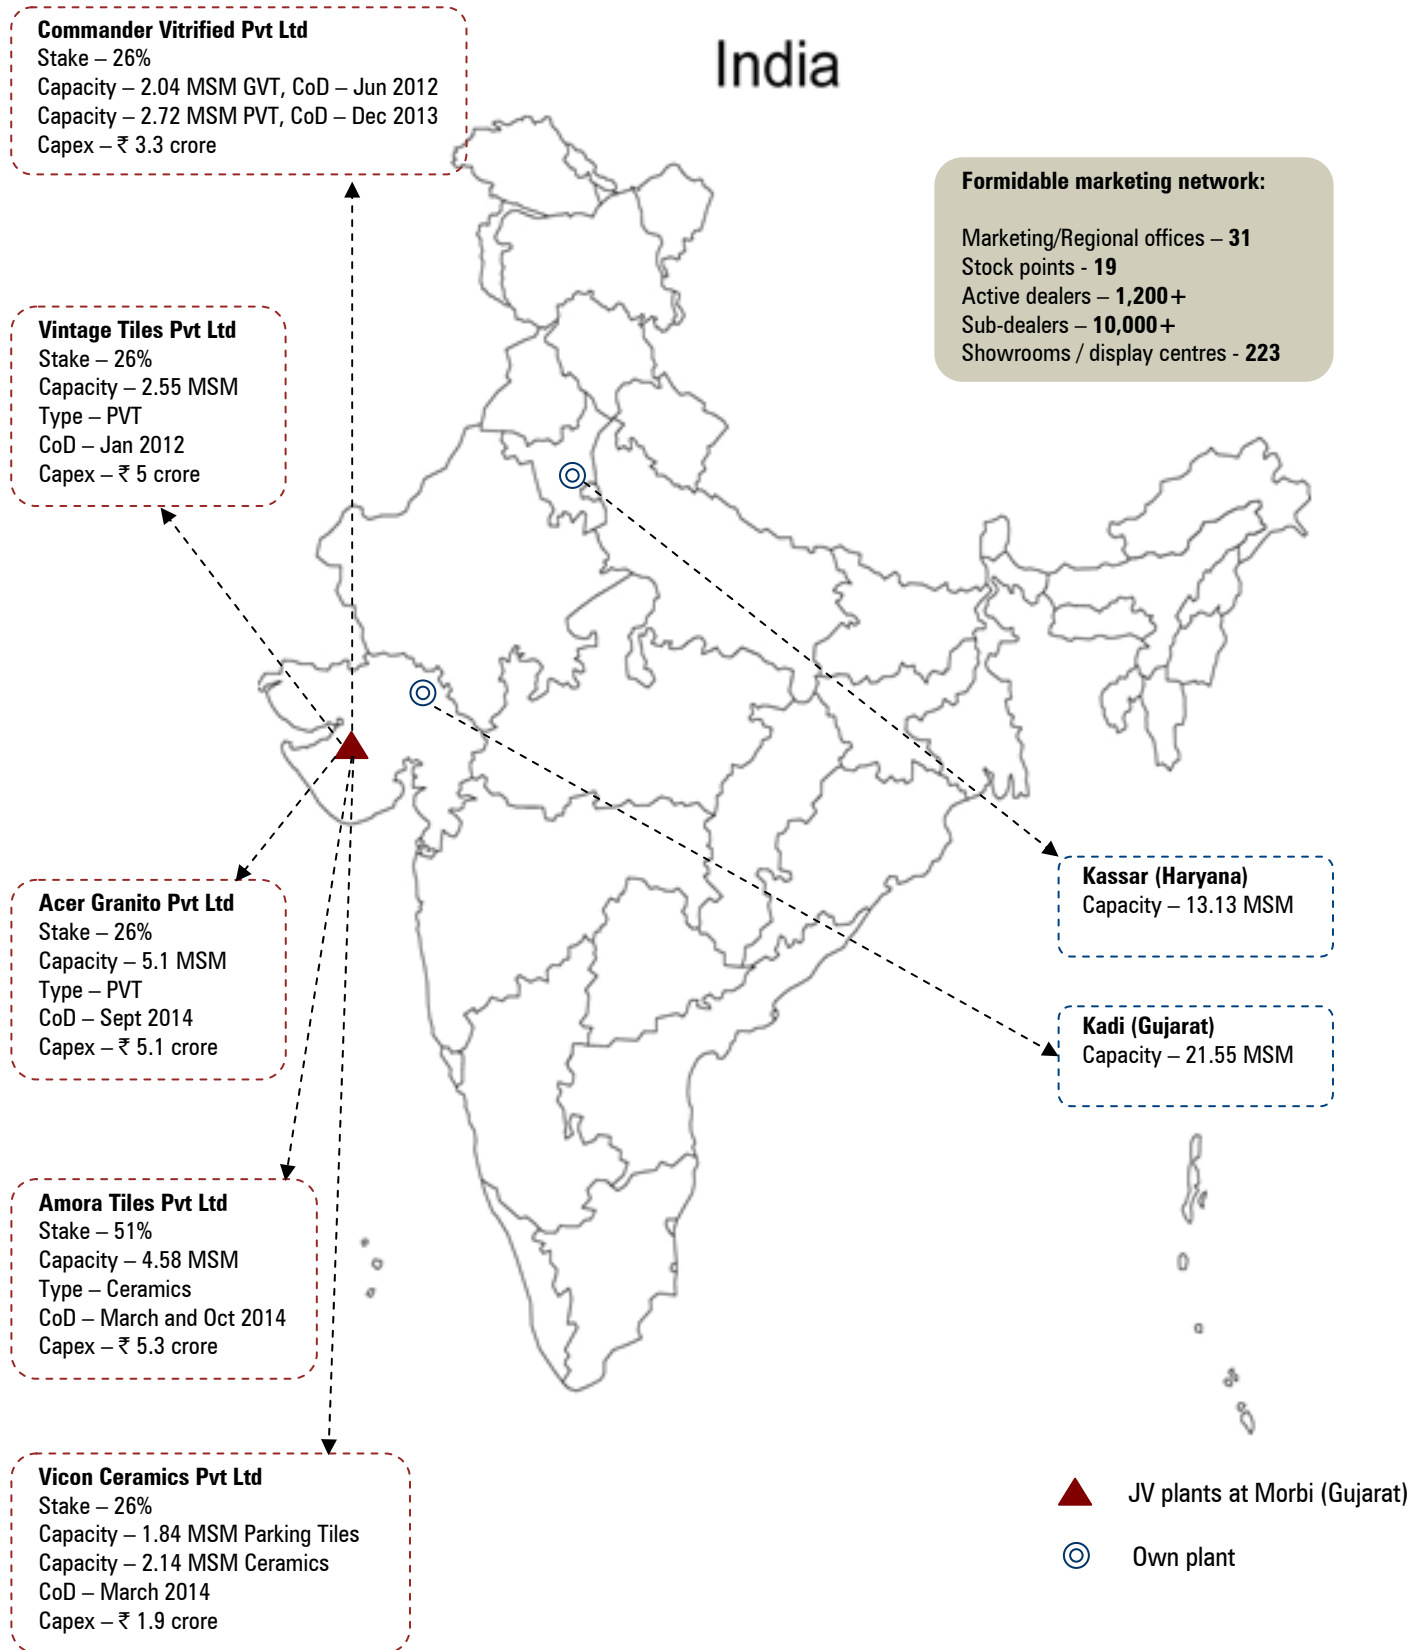 India
Commander Vitrified Pvt Ltd
Stake – 26%
Capacity – 2.04 MSM GVT, CoD – Jun 2012
Capacity – 2.72 MSM PVT, CoD – Dec 2013
Capex – ₹ 3.3 crore
Formidable marketing network:
Marketing/Regional offices – 31
Stock points - 19
Active dealers – 1,200+
Sub-dealers – 10,000+
Showrooms / display centres - 223
Vintage Tiles Pvt Ltd
Stake – 26%
Capacity – 2.55 MSM
Type – PVT
CoD – Jan 2012
Capex – ₹ 5 crore
Acer Granito Pvt Ltd
Stake – 26%
Capacity – 5.1 MSM
Type – PVT
CoD – Sept 2014
Capex – ₹ 5.1 crore
Kassar (Haryana)
Capacity – 13.13 MSM
Kadi (Gujarat)
Capacity – 21.55 MSM
Amora Tiles Pvt Ltd
Stake – 51%
Capacity – 4.58 MSM
Type – Ceramics
CoD – March and Oct 2014
Capex – ₹ 5.3 crore
Vicon Ceramics Pvt Ltd
Stake – 26%
Capacity – 1.84 MSM Parking Tiles
Capacity – 2.14 MSM Ceramics
CoD – March 2014
Capex – ₹ 1.9 crore
JV plants at Morbi (Gujarat)
Own plant